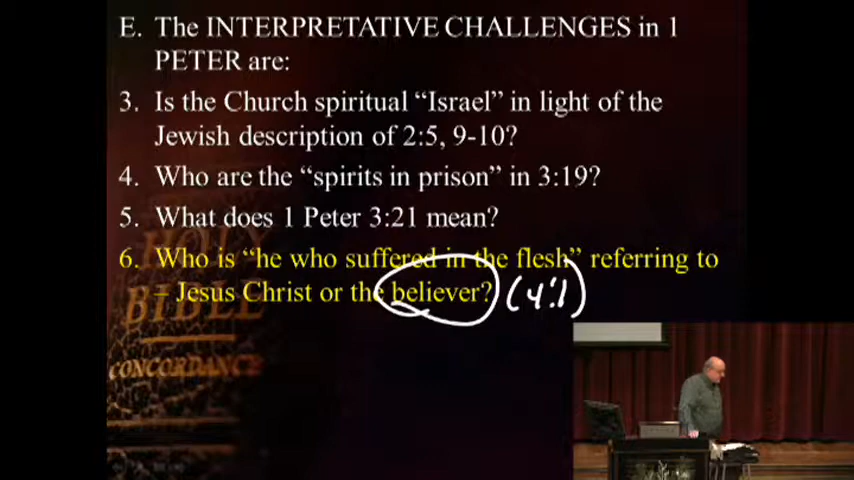 E. The INTERPRETATIVE CHALLENGES in 1
PETER are:
3. Is the Church spiritual “Israel” in light of the
Jewish description of 2:5, 9-10?
4. Who are the “spirits in prison” in 3:19?
5. What does 1 Peter 3:21 mean?
6. Who is “he who suffered in the flesh” referring to
– Jesus Christ or the believer? (4:1)
HOLY
BIBLE
CONCORDANCE